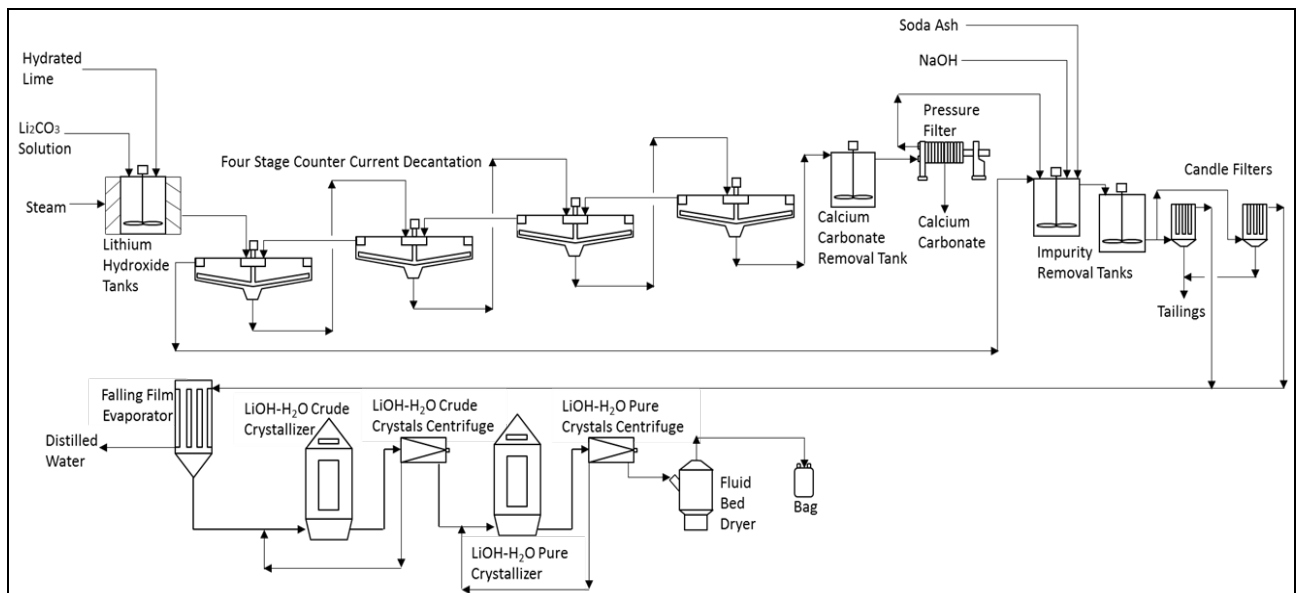 Soda Ash
NaOH
Hydrated
Lime
Li₂CO₃
Solution
Steam
Lithium
Hydroxide
Tanks
Four Stage Counter Current Decantation
Calcium
Carbonate
Removal Tank
Pressure
Filter
Calcium
Carbonate
Impurity
Removal Tanks
Candle Filters
Tailings
Falling Film
Evaporator
Distilled
Water
LiOH-H₂O Crude
Crystallizer
LiOH-H₂O Crude
Crystals Centrifuge
LiOH-H₂O Pure
Crystallizer
LiOH-H₂O Pure
Crystals Centrifuge
Fluid
Bed
Dryer
Bag